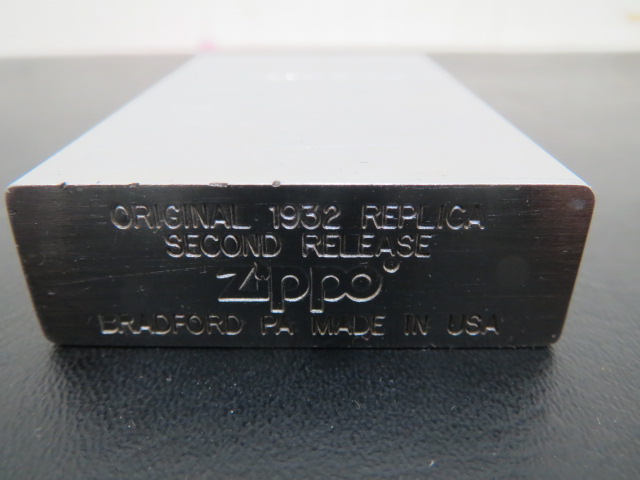 ORIGINAL 1932 REPLICA
SECOND RELEASE
Zippo
BRADFORD PA MADE IN USA